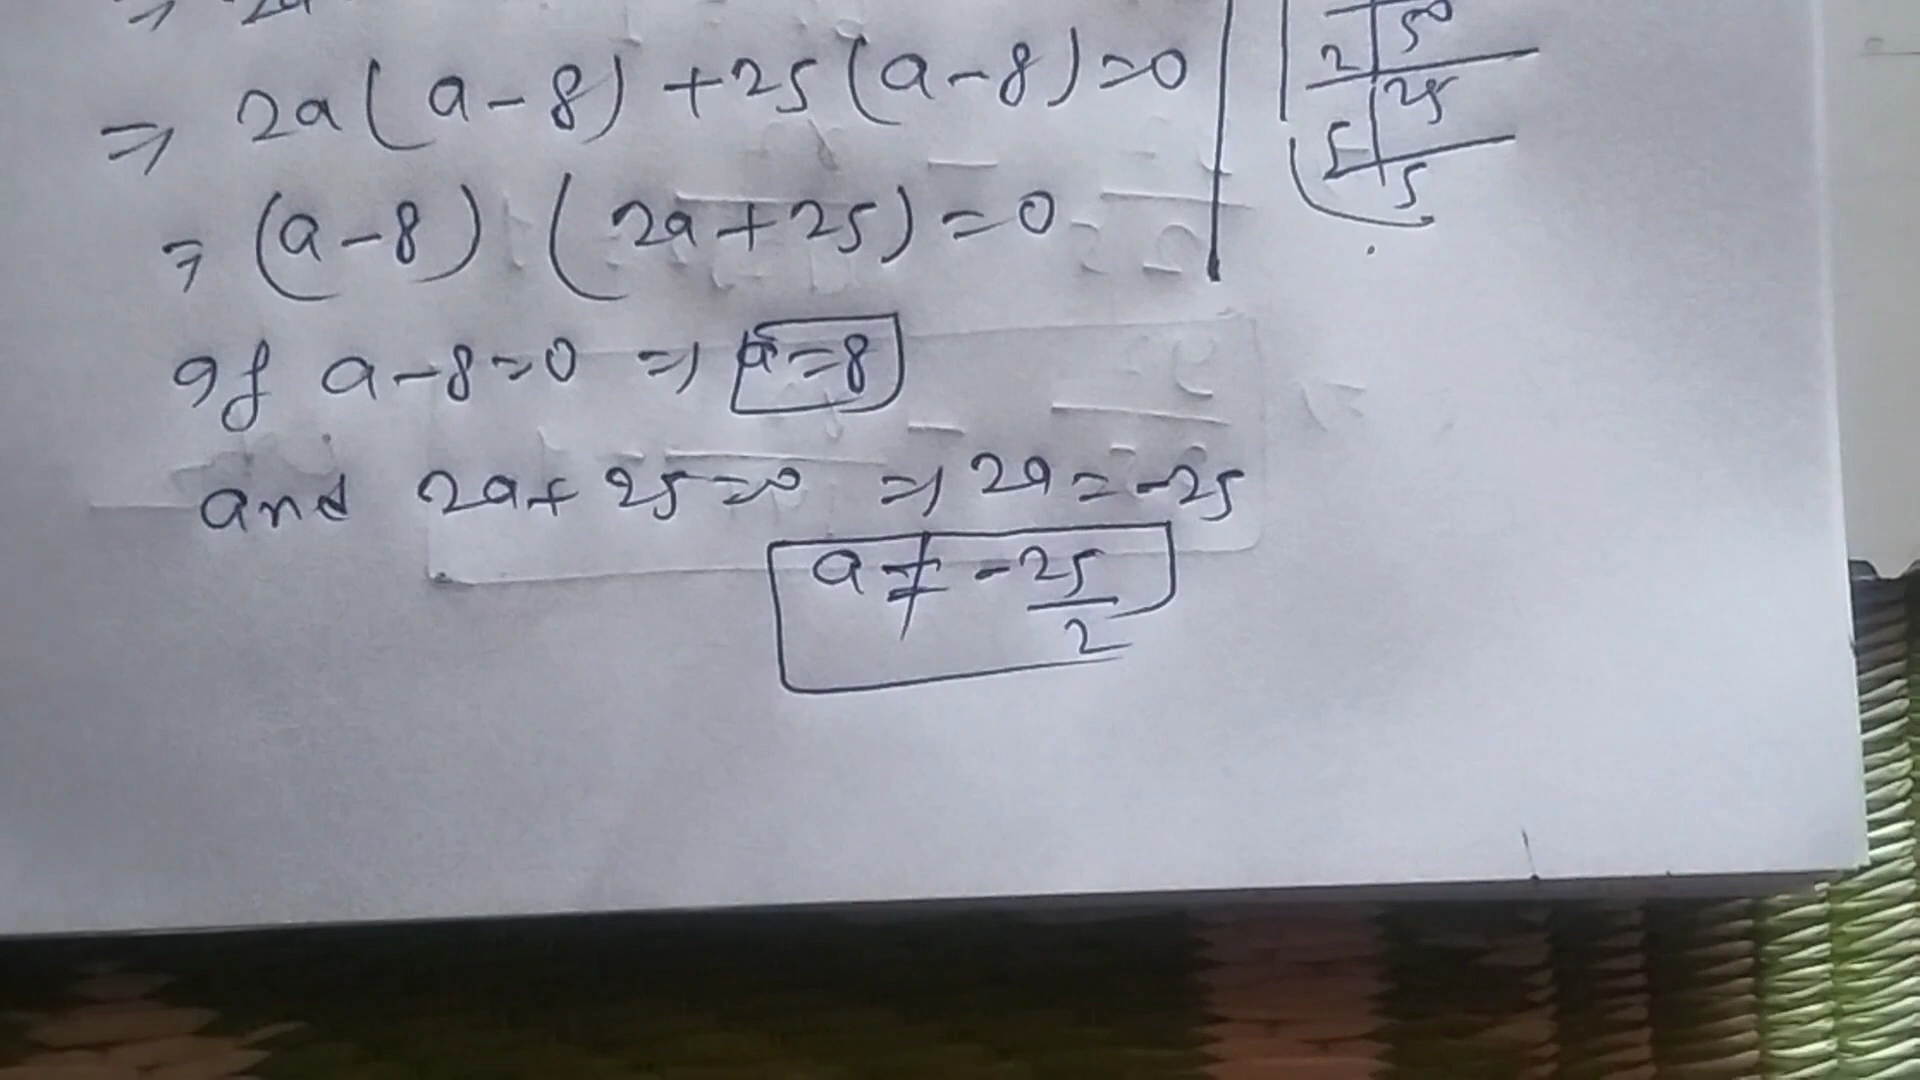 ⇒ 2a(a-8)+25(a-8)=0
⇒ (a-8) (2a+25)=0
If a-8=0 ⇒ a=8
and 2a+25=0 ⇒ 2a=-25
a≠-25/2
2 | 50
5 | 25
5